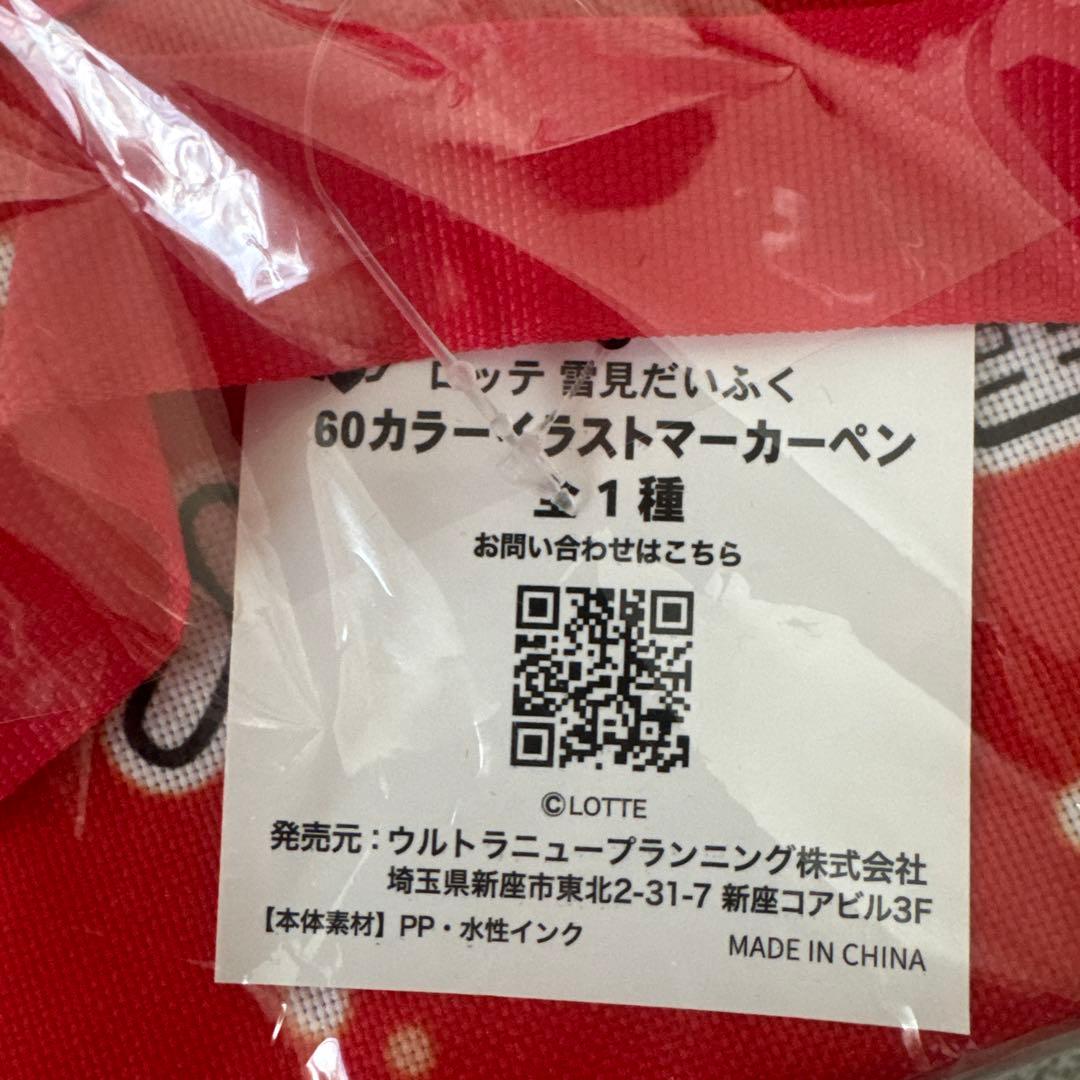 ロッテ 雪見だいふく
60カラーイラストマーカーペン
全1種
お問い合わせはこちら
©LOTTE
発売元：ウルトラニュープランニング株式会社
埼玉県新座市東北2-31-7 新座コアビル3F
【本体素材】PP・水性インク
MADE IN CHINA